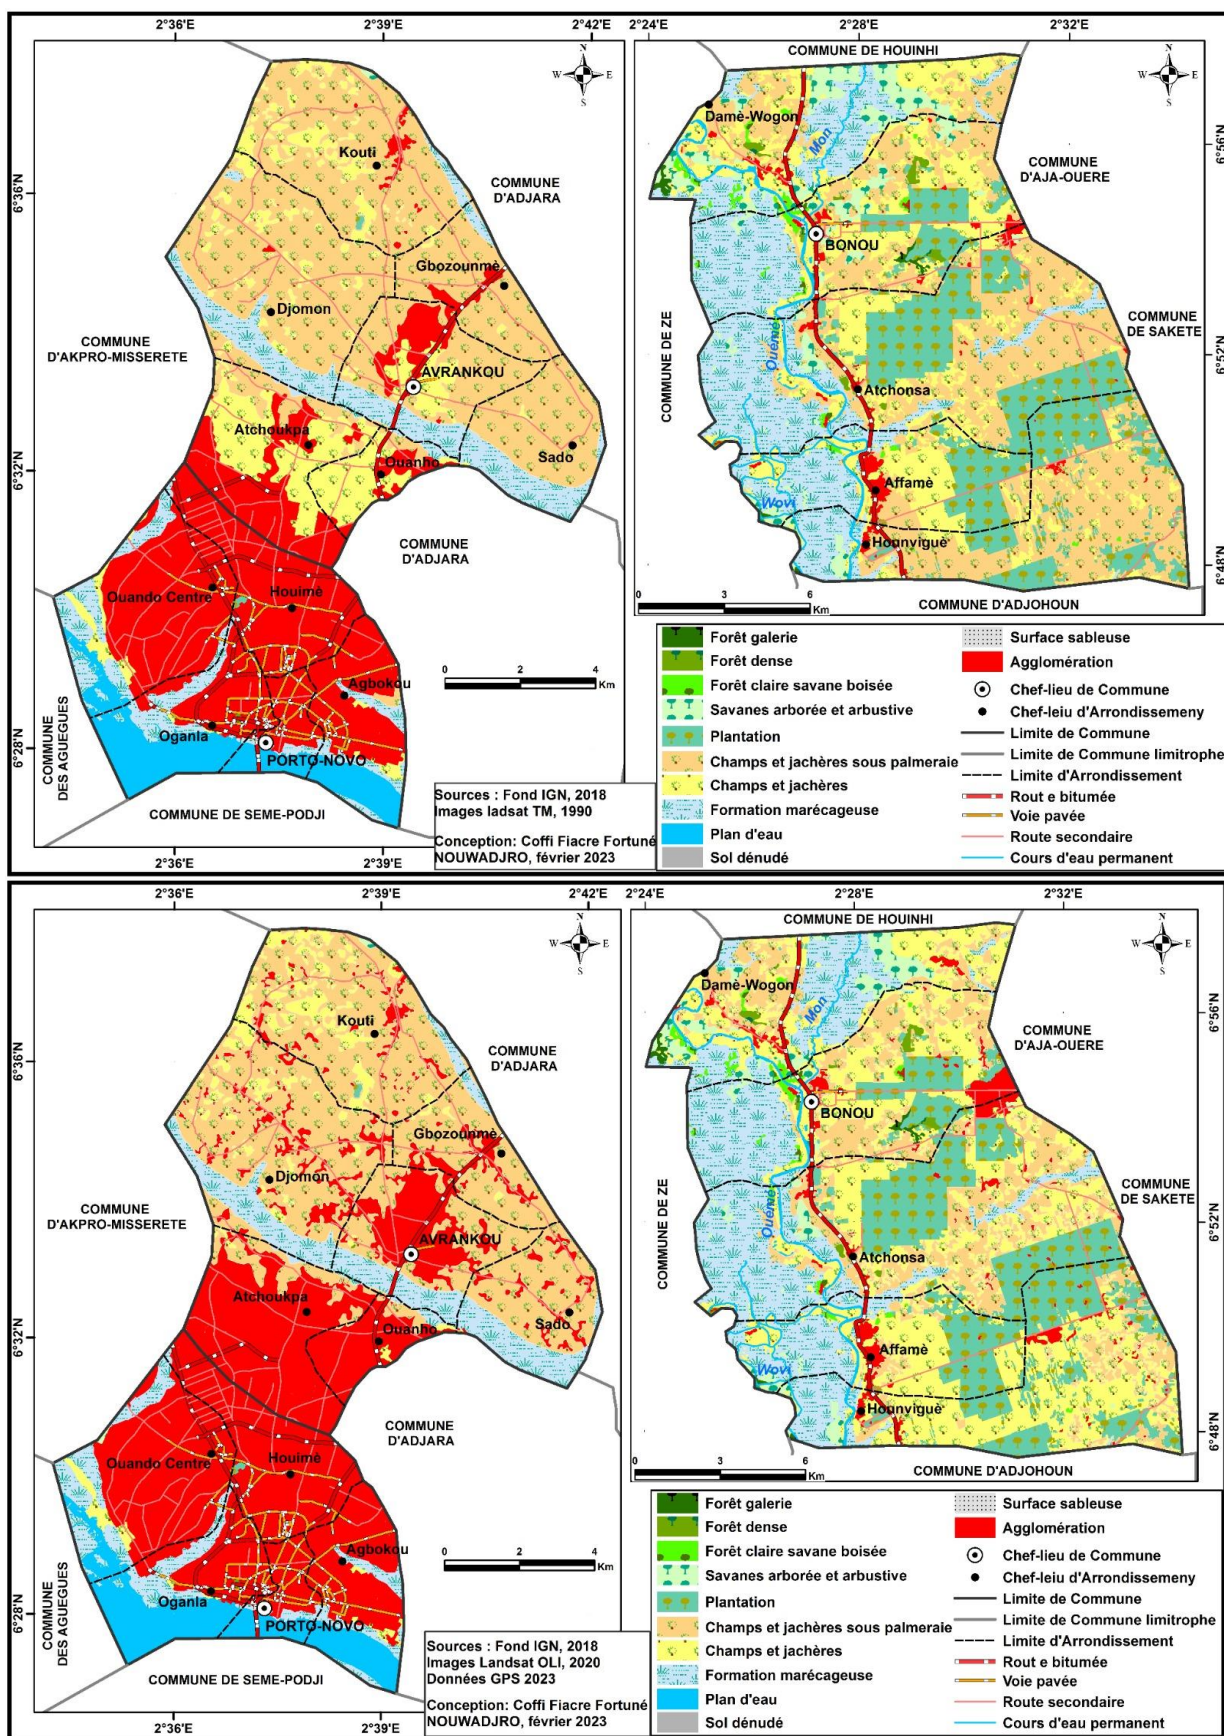 2°36'E
2°39'E
2°42'E
2°24'E
2°28'E
2°32'E
COMMUNE DE HOUINHI
N
W
E
S
N
W
E
S
Damè-Wogon
Mon
6°56'N
Kouti
COMMUNE
D'AJA-OUERE
COMMUNE
D'ADJARA
6°36'N
BONOU
Gbozounmè
Djomon
COMMUNE
D'AKPRO-MISSERETE
COMMUNE DE ZE
Ouémé
COMMUNE
DE SAKETE
6°52'N
AVRANKOU
Atchonsa
Atchoukpa
Sado
Ouanho
6°32'N
Affamè
Wovi
COMMUNE
D'ADJARA
Hounviguè
6°48'N
Ouando Centre
Houimè
0 3 6
Km
COMMUNE D'ADJOHOUN
Agbokou
0 2 4
Km
Oganla
PORTO-NOVO
6°28'N
COMMUNE
DES AGUEGUES
COMMUNE DE SEME-PODJI
2°36'E
2°39'E
Sources : Fond IGN, 2018
Images ladsat TM, 1990
Conception: Coffi Fiacre Fortuné
NOUWADJRO, février 2023
Forêt galerie
Forêt dense
Forêt claire savane boisée
Savanes arborée et arbustive
Plantation
Champs et jachères sous palmeraie
Champs et jachères
Formation marécageuse
Plan d'eau
Sol dénudé
Surface sableuse
Agglomération
Chef-lieu de Commune
Chef-leiu d'Arrondissemeny
Limite de Commune
Limite de Commune limitrophe
Limite d'Arrondissement
Rout e bitumée
Voie pavée
Route secondaire
Cours d'eau permanent
2°36'E
2°39'E
2°42'E
2°24'E
2°28'E
2°32'E
COMMUNE DE HOUINHI
N
W
E
S
N
W
E
S
Damè-Wogon
Mon
6°56'N
Kouti
COMMUNE
D'AJA-OUERE
COMMUNE
D'ADJARA
6°36'N
BONOU
Gbozounmè
Djomon
COMMUNE
D'AKPRO-MISSERETE
COMMUNE DE ZE
Ouémé
COMMUNE
DE SAKETE
6°52'N
AVRANKOU
Atchonsa
Atchoukpa
Sado
Ouanho
6°32'N
Affamè
Wovi
COMMUNE
D'ADJARA
Hounviguè
6°48'N
Ouando Centre
Houimè
0 3 6
Km
COMMUNE D'ADJOHOUN
Agbokou
0 2 4
Km
Oganla
PORTO-NOVO
6°28'N
COMMUNE
DES AGUEGUES
COMMUNE DE SEME-PODJI
2°36'E
2°39'E
Sources : Fond IGN, 2018
Images Landsat OLI, 2020
Données GPS 2023
Conception: Coffi Fiacre Fortuné
NOUWADJRO, février 2023
Forêt galerie
Forêt dense
Forêt claire savane boisée
Savanes arborée et arbustive
Plantation
Champs et jachères sous palmeraie
Champs et jachères
Formation marécageuse
Plan d'eau
Sol dénudé
Surface sableuse
Agglomération
Chef-lieu de Commune
Chef-leiu d'Arrondissemeny
Limite de Commune
Limite de Commune limitrophe
Limite d'Arrondissement
Rout e bitumée
Voie pavée
Route secondaire
Cours d'eau permanent